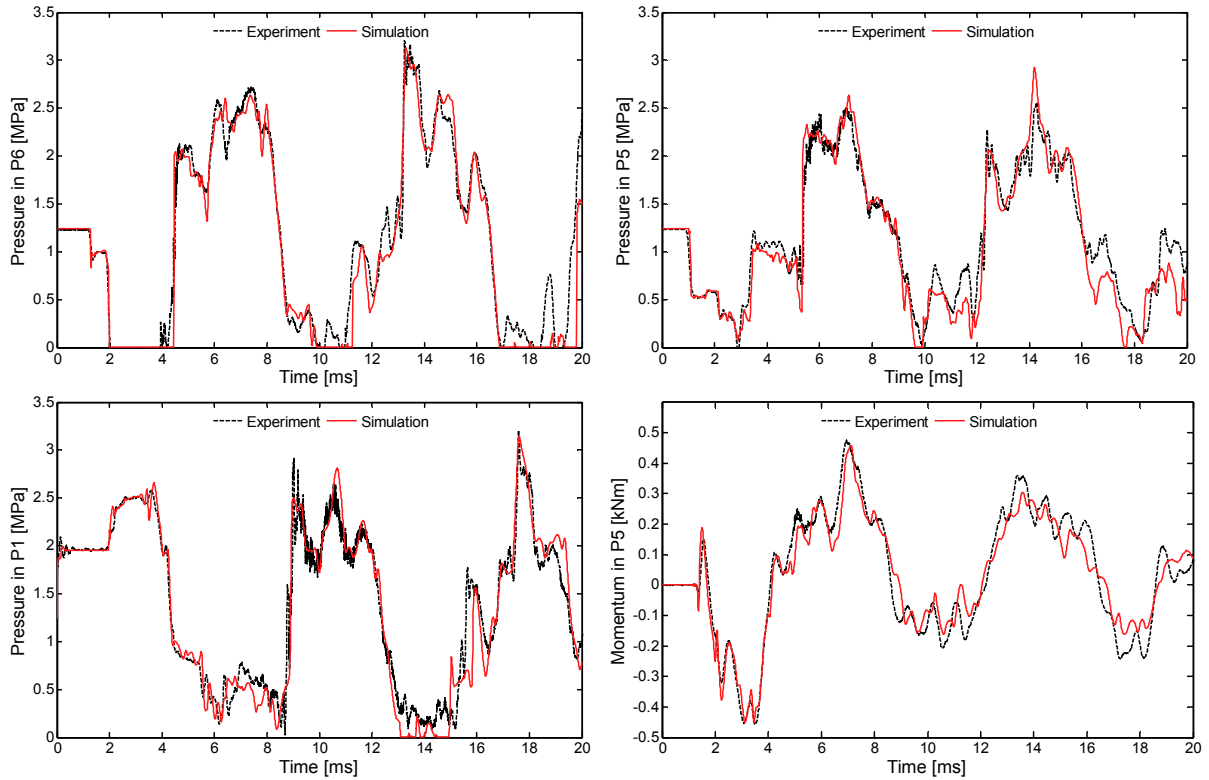 3.5
3
2.5
2
1.5
1
0.5
0
Pressure in P6 [MPa]
Experiment Simulation
0 2 4 6 8 10 12 14 16 18 20
Time [ms]
3.5
3
2.5
2
1.5
1
0.5
0
Pressure in P5 [MPa]
Experiment Simulation
0 2 4 6 8 10 12 14 16 18 20
Time [ms]
3.5
3
2.5
2
1.5
1
0.5
0
Pressure in P1 [MPa]
Experiment Simulation
0 2 4 6 8 10 12 14 16 18 20
Time [ms]
0.5
0.4
0.3
0.2
0.1
0
-0.1
-0.2
-0.3
-0.4
-0.5
Momentum in P5 [kNm]
Experiment Simulation
0 2 4 6 8 10 12 14 16 18 20
Time [ms]